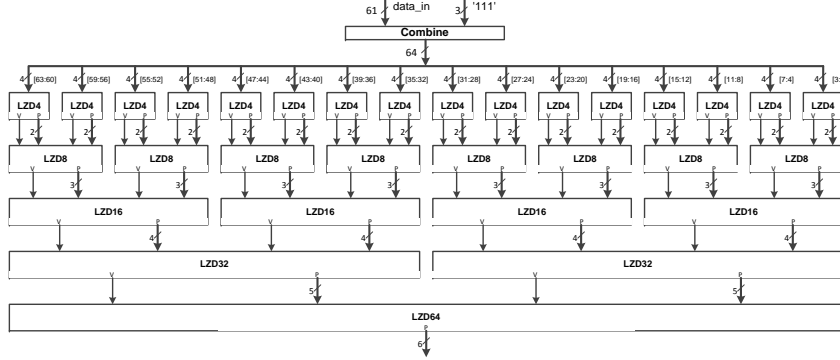 61 data_in 3 '111'
Combine
64
4 [63:60] 4 [59:56] 4 [55:52] 4 [51:48] 4 [47:44] 4 [43:40] 4 [39:36] 4 [35:32] 4 [31:28] 4 [27:24] 4 [23:20] 4 [19:16] 4 [15:12] 4 [11:8] 4 [7:4] 4 [3:
LZD4 LZD4 LZD4 LZD4 LZD4 LZD4 LZD4 LZD4 LZD4 LZD4 LZD4 LZD4 LZD4 LZD4 LZD4 LZD4
V P V P V P V P V P V P V P V P V P V P V P V P V P V P V P V P
2 2 2 2 2 2 2 2 2 2 2 2 2 2 2 2
LZD8 LZD8 LZD8 LZD8 LZD8 LZD8 LZD8 LZD8
V P V P V P V P V P V P V P V P
3 3 3 3 3 3 3 3
LZD16 LZD16 LZD16 LZD16
V P V P V P V P
4 4 4 4
LZD32 LZD32
V P V P
5 5
LZD64
P
6